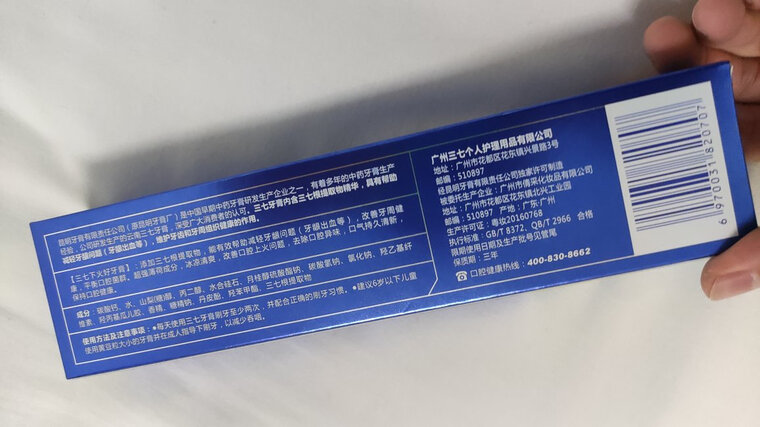 昆明牙膏有限责任公司（原昆明牙膏厂）是中国早期中药牙膏研发生产企业之一，有着多年的中药牙膏生产
经验，公司研发生产的云南三七牙膏，深受广大消费者的认可。三七牙膏内含三七根提取物精华，具有帮助
减轻牙龈问题（牙龈出血等），维护牙齿和牙周组织健康的作用。
【三七下火好牙膏】：添加三七根提取物，能有效帮助减轻牙龈问题（牙龈出血等），改善牙周健
康，平衡口腔菌群。超强薄荷成分，冰凉清爽，改善口腔上火问题，去除口腔异味，口气持久清新，
保持口腔健康。
成分：碳酸钙、水、山梨（糖）醇、丙二醇、水合硅石、月桂醇硫酸酯钠、碳酸氢钠、氯化钠、羟乙基纤
维素、羟丙基瓜儿胶、香精、糖精钠、丹皮酚、羟苯甲酯、三七根提取物
使用方法及注意事项：●每天使用三七牙膏刷牙至少两次，并配合正确的刷牙习惯。●建议6岁以下儿童
使用黄豆粒大小的牙膏并在成人指导下刷牙，以减少吞咽。
广州三七个人护理用品有限公司
地址：广州市花都区花东镇兴景路3号
邮编：510897
经昆明牙膏有限责任公司独家许可制造
被委托生产企业：广州市倩采化妆品有限公司
地址：广州市花都区花东镇北兴工业园
邮编：510897 产地：广东·广州
生产许可证：粤妆20160768
执行标准：GB/T 8372、QB/T 2966 合格
限期使用日期及生产批号见管尾
保质期：三年
口腔健康热线：400-830-8662
6970031820707